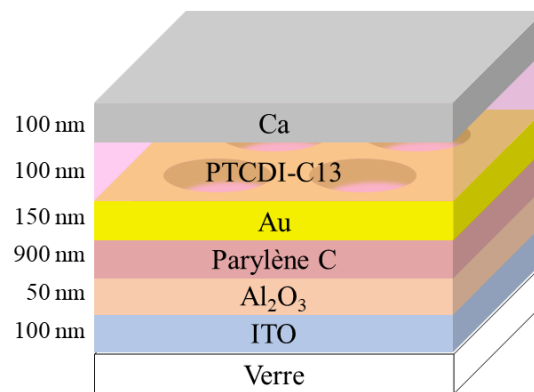 100 nm Ca
100 nm PTCDI-C13
150 nm Au
900 nm Parylène C
50 nm Al₂O₃
100 nm ITO
Verre